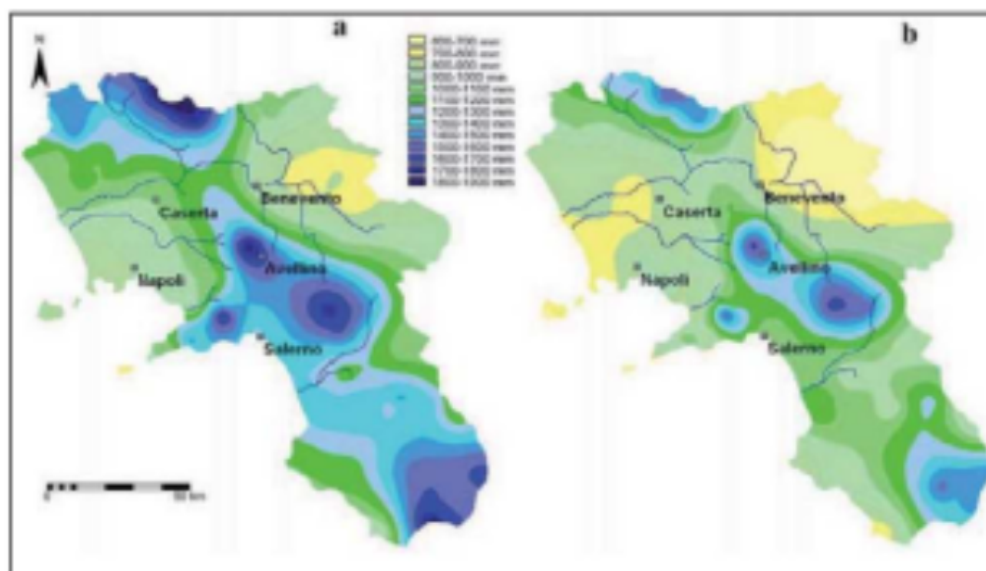 a
b
N
600-700 mm
700-800 mm
800-900 mm
900-1000 mm
1000-1100 mm
1100-1200 mm
1200-1300 mm
1300-1400 mm
1400-1500 mm
1500-1600 mm
1600-1700 mm
1700-1800 mm
1800-1900 mm
Benevento
Caserta
Avellino
Napoli
Salerno
0
50 km
Benevento
Caserta
Avellino
Napoli
Salerno